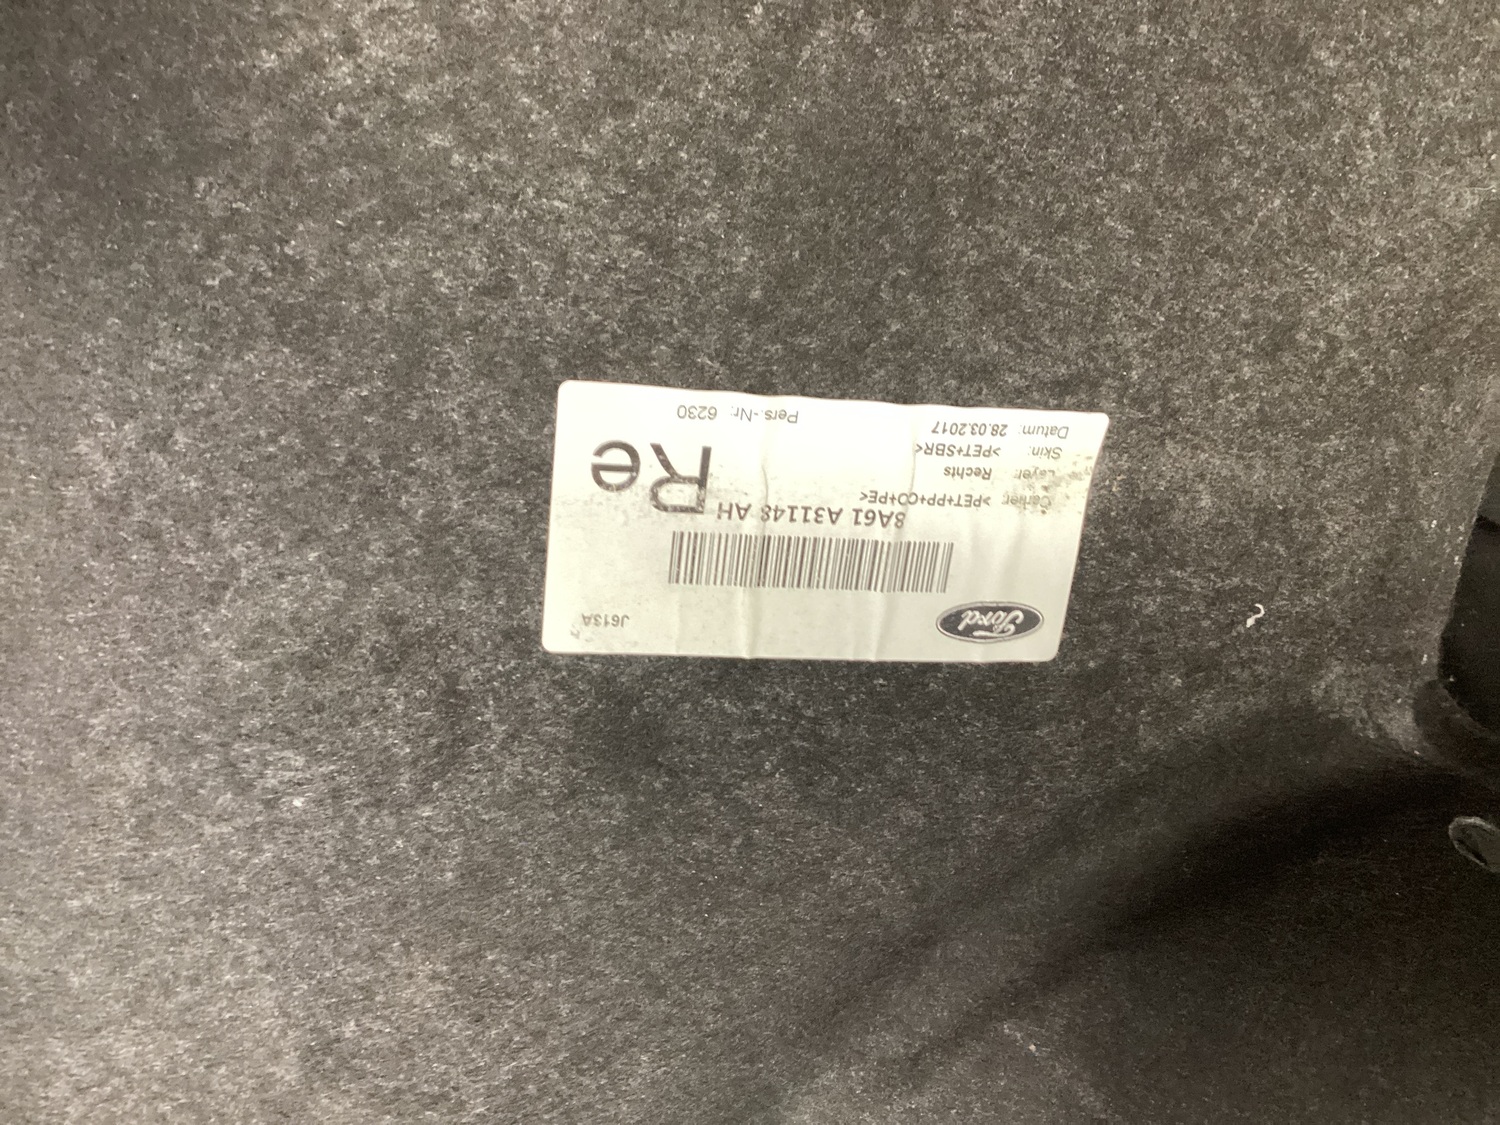 Ford
J613A
8A61 A31148 AH
Carrier: >PET+PP+CO+PE<
Layer: Rechts
Re
Skin: >PET+SBR<
Datum: 28.03.2017
Pers.-Nr: 6230